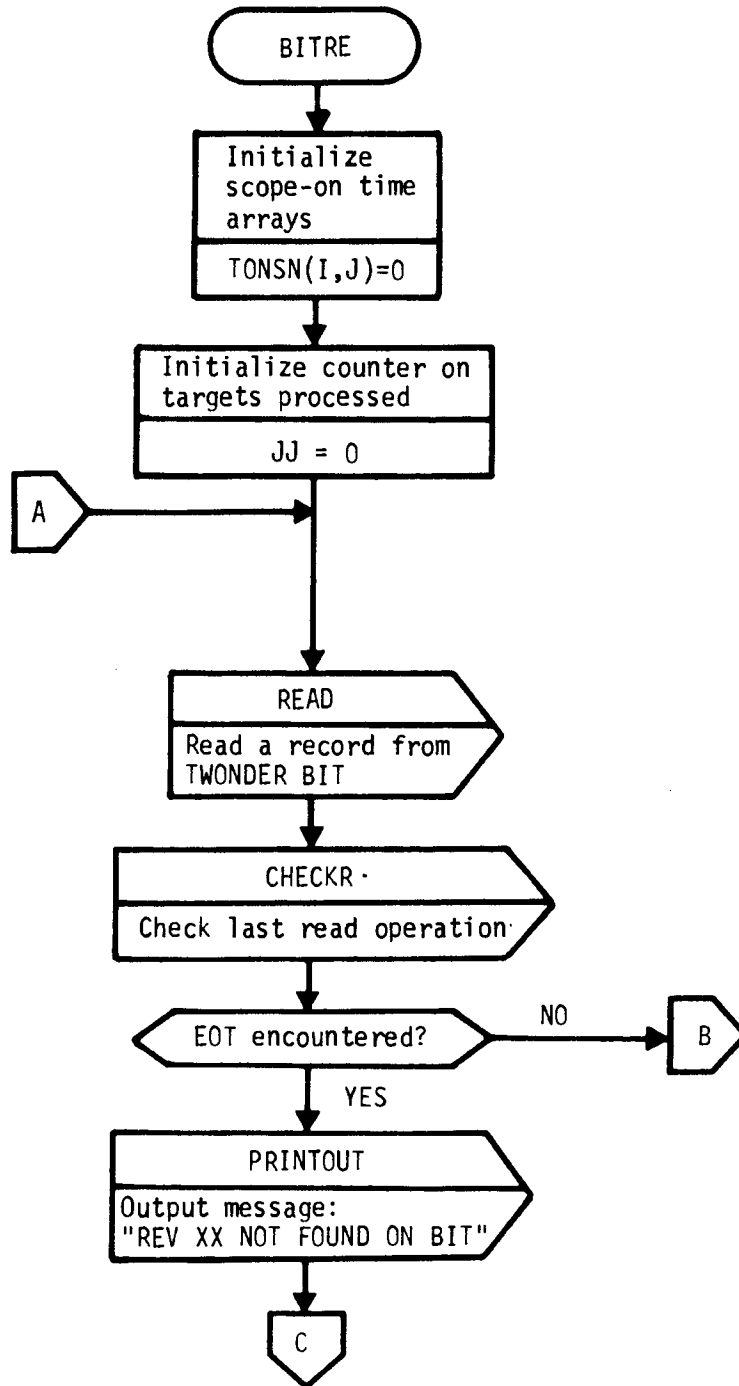 BITRE
Initialize
scope-on time
arrays
TONSN(I,J)=0
Initialize counter on
targets processed
JJ = 0
A
READ
Read a record from
TWONDER BIT
CHECKR
Check last read operation
EOT encountered?
NO
B
YES
PRINTOUT
Output message:
"REV XX NOT FOUND ON BIT"
C